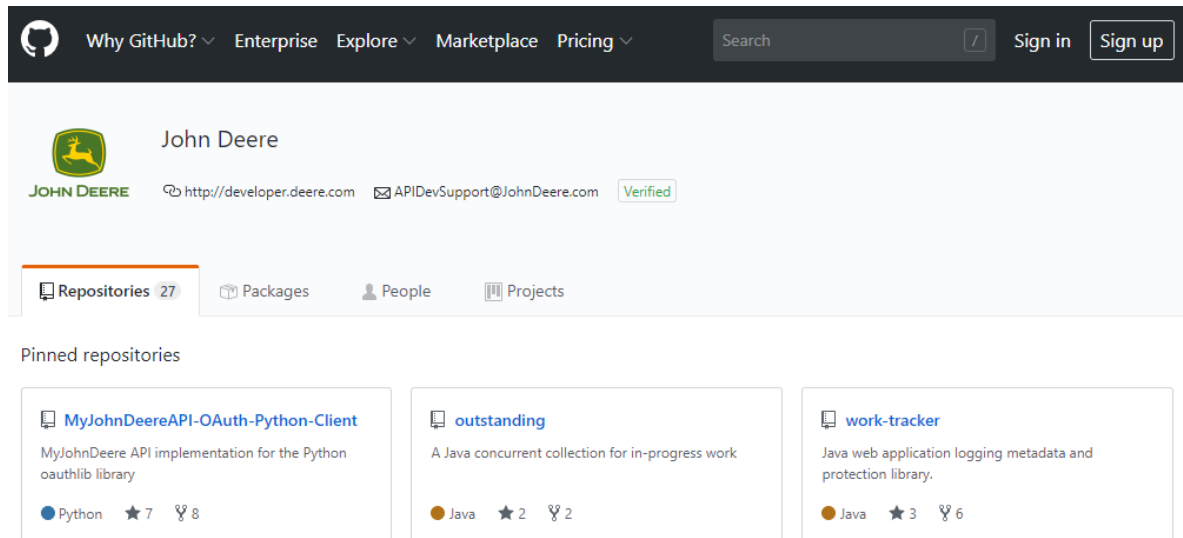 Why GitHub? Enterprise Explore Marketplace Pricing Search / Sign in Sign up
John Deere
JOHN DEERE http://developer.deere.com APIDevSupport@JohnDeere.com Verified
Repositories 27 Packages People Projects
Pinned repositories
MyJohnDeereAPI-OAuth-Python-Client
MyJohnDeere API implementation for the Python
oauthlib library
Python 7 8
outstanding
A Java concurrent collection for in-progress work
Java 2 2
work-tracker
Java web application logging metadata and
protection library.
Java 3 6